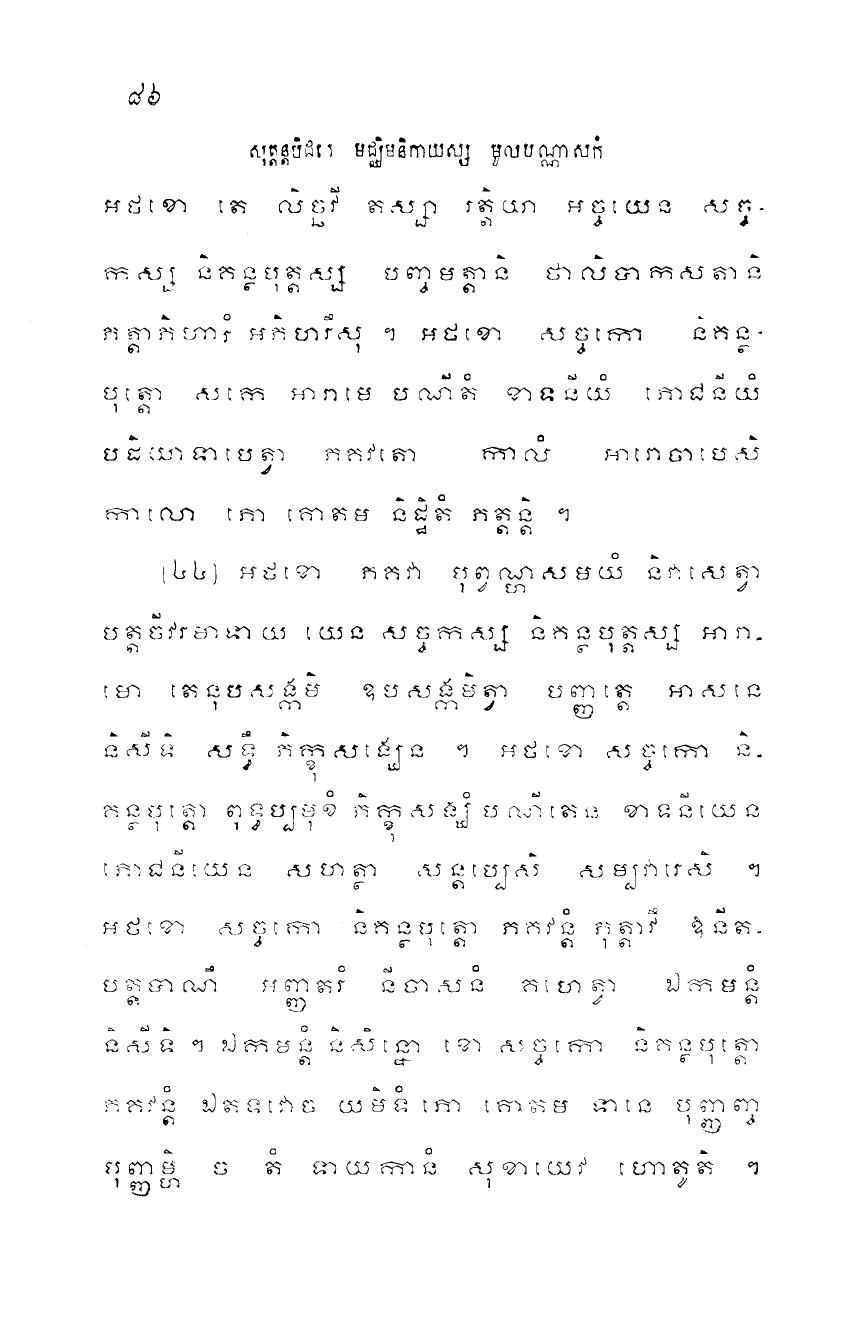 ៨៦
សុត្តន្តបិដកេ មជ្ឈិមនិកាយស្ស មូលបណ្ណាសកំ
អថខោ តេ លិច្ឆវី តស្សា រត្តិយា អច្ចយេន សច្ច-
កស្ស និគន្ថបុត្តស្ស បញ្ចមត្តានិ ថាលិបាកសតានិ
ភត្តាភិហារំ អភិហរឹសុ ។ អថខោ សច្ចកោ និគន្ថ-
បុត្តោ សកេ អារាមេ បណីតំ ខាទនីយំ ភោជនីយំ
បដិយាទាបេត្វា ភគវតោ កាលំ អារោចាបេសិ
កាលោ ភោ គោតម និដ្ឋិតំ ភត្តន្តិ ។
[៤៤] អថខោ ភគវា បុព្វណ្ហសមយំ និវាសេត្វា
បត្តចីវរមាទាយ យេន សច្ចកស្ស និគន្ថបុត្តស្ស អារា-
មោ តេនុបសង្កមិ ឧបសង្កមិត្វា បញ្ញត្តេ អាសនេ
និសីទិ សទ្ធឹ ភិក្ខុសង្ឃេន ។ អថខោ សច្ចកោ និ-
គន្ថបុត្តោ ពុទ្ធប្បមុខំ ភិក្ខុសង្ឃំ បណីតេន ខាទនីយេន
ភោជនីយេន សហត្ថា សន្តប្បេសិ សម្បវារេសិ ។
អថខោ សច្ចកោ និគន្ថបុត្តោ ភគវន្តំ ភុត្តាវឹ ឱនីត-
បត្តបាណឹ អញ្ញតរំ នីចាសនំ គហេត្វា ឯកមន្តំ
និសីទិ ។ ឯកមន្តំ និសិន្នោ ខោ សច្ចកោ និគន្ថបុត្តោ
ភគវន្តំ ឯតទវោច យមិទំ ភោ គោតម ទានេ បុញ្ញញ្ច
បុញ្ញម្ហិ ច តំ ទាយកានំ សុខាយេវ ហោតូតិ ។